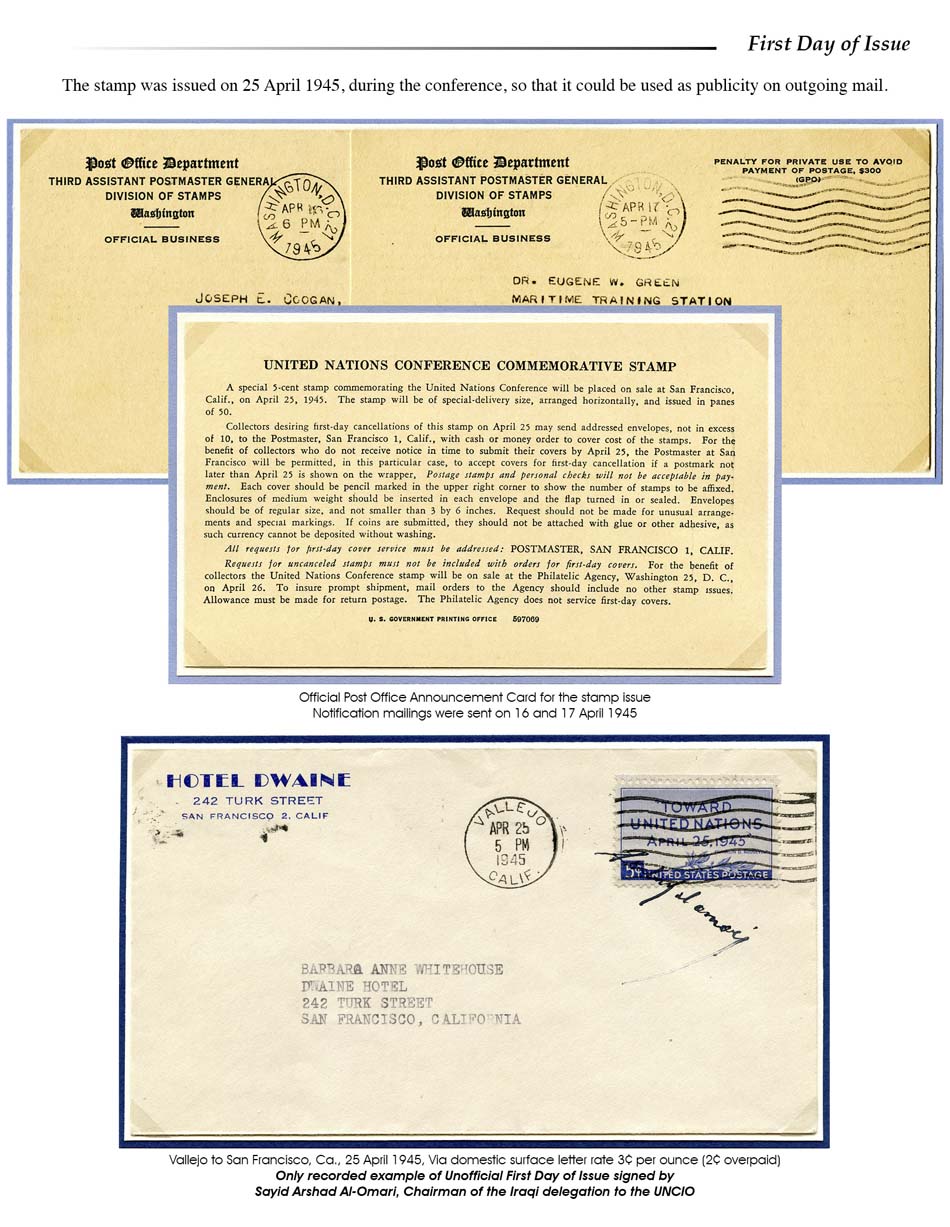 First Day of Issue
The stamp was issued on 25 April 1945, during the conference, so that it could be used as publicity on outgoing mail.
Post Office Department
THIRD ASSISTANT POSTMASTER GENERAL
DIVISION OF STAMPS
Washington
OFFICIAL BUSINESS
WASHINGTON, D.C. 21
APR
6 PM
1945
JOSEPH E. COOGAN,
Post Office Department
THIRD ASSISTANT POSTMASTER GENERAL
DIVISION OF STAMPS
Washington
OFFICIAL BUSINESS
WASHINGTON, D.C. 21
APR 17
5-PM
1945
PENALTY FOR PRIVATE USE TO AVOID
PAYMENT OF POSTAGE, $300
(GPO)
DR. EUGENE W. GREEN
MARITIME TRAINING STATION
UNITED NATIONS CONFERENCE COMMEMORATIVE STAMP
A special 5-cent stamp commemorating the United Nations Conference will be placed on sale at San Francisco,
Calif., on April 25, 1945. The stamp will be of special-delivery size, arranged horizontally, and issued in panes
of 50.
Collectors desiring first-day cancellations of this stamp on April 25 may send addressed envelopes, not in excess
of 10, to the Postmaster, San Francisco 1, Calif., with cash or money order to cover cost of the stamps. For the
benefit of collectors who do not receive notice in time to submit their covers by April 25, the Postmaster at San
Francisco will be permitted, in this particular case, to accept covers for first-day cancellation if a postmark not
later than April 25 is shown on the wrapper, Postage stamps and personal checks will not be acceptable in pay-
ment. Each cover should be pencil marked in the upper right corner to show the number of stamps to be affixed.
Enclosures of medium weight should be inserted in each envelope and the flap turned in or sealed. Envelopes
should be of regular size, and not smaller than 3 by 6 inches. Request should not be made for unusual arrange-
ments and special markings. If coins are submitted, they should not be attached with glue or other adhesive, as
such currency cannot be deposited without washing.
All requests for first-day cover service must be addressed: POSTMASTER, SAN FRANCISCO 1, CALIF.
Requests for uncanceled stamps must not be included with orders for first-day covers. For the benefit of
collectors the United Nations Conference stamp will be on sale at the Philatelic Agency, Washington 25, D. C.,
on April 26. To insure prompt shipment, mail orders to the Agency should include no other stamp issues.
Allowance must be made for return postage. The Philatelic Agency does not service first-day covers.
U. S. GOVERNMENT PRINTING OFFICE 597069
Official Post Office Announcement Card for the stamp issue
Notification mailings were sent on 16 and 17 April 1945
HOTEL DWAINE
242 TURK STREET
SAN FRANCISCO 2, CALIF
VALLEJO
APR 25
5 PM
1945
CALIF.
TOWARD
UNITED NATIONS
APRIL 25, 1945
5¢ UNITED STATES POSTAGE
BARBARA ANNE WHITEHOUSE
DWAINE HOTEL
242 TURK STREET
SAN FRANCISCO, CALIFORNIA
Vallejo to San Francisco, Ca., 25 April 1945, Via domestic surface letter rate 3¢ per ounce (2¢ overpaid)
Only recorded example of Unofficial First Day of Issue signed by
Sayid Arshad Al-Omari, Chairman of the Iraqi delegation to the UNCIO